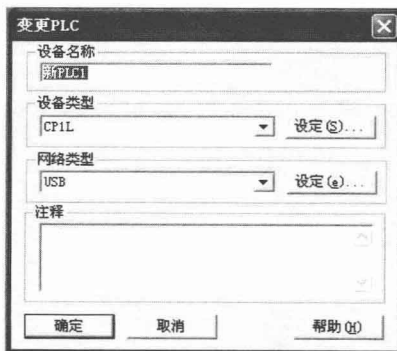 变更PLC
设备名称
新PLC1
设备类型
CP1L
设定(S)...
网络类型
USB
设定(e)...
注释
确定
取消
帮助(H)